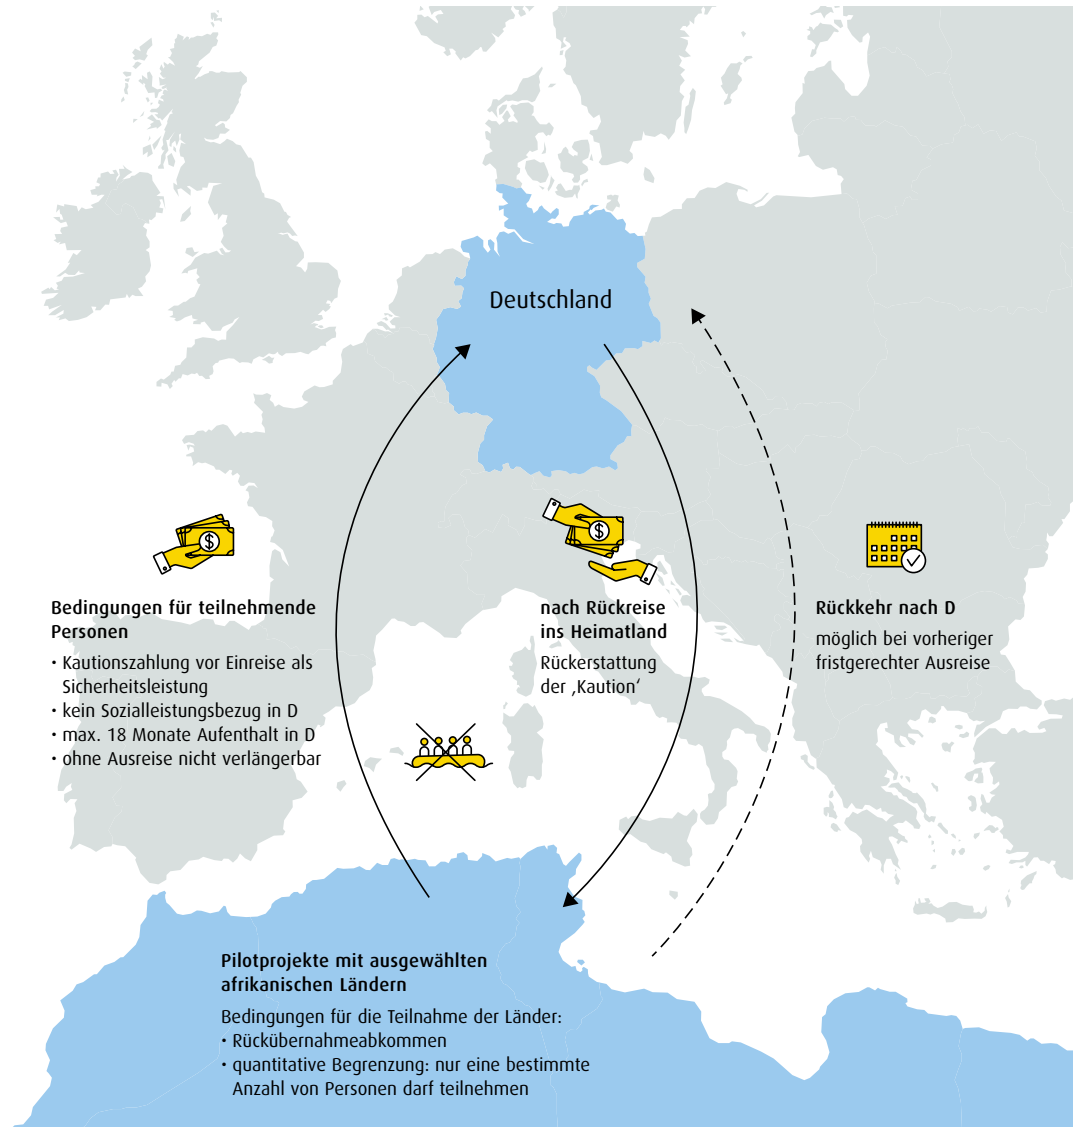 Deutschland
Bedingungen für teilnehmende
Personen
· Kautionszahlung vor Einreise als
Sicherheitsleistung
· kein Sozialleistungsbezug in D
· max. 18 Monate Aufenthalt in D
· ohne Ausreise nicht verlängerbar
nach Rückreise
ins Heimatland
Rückerstattung
der ‚Kaution‘
Rückkehr nach D
möglich bei vorheriger
fristgerechter Ausreise
Pilotprojekte mit ausgewählten
afrikanischen Ländern
Bedingungen für die Teilnahme der Länder:
· Rückübernahmeabkommen
· quantitative Begrenzung: nur eine bestimmte
Anzahl von Personen darf teilnehmen
$
$